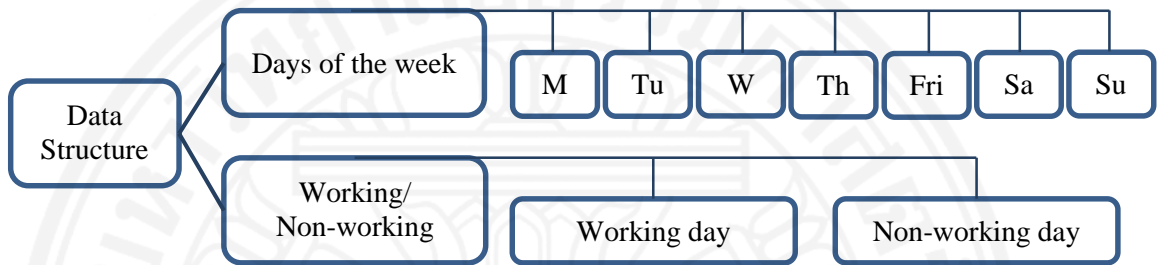 Data
Structure
Days of the week
M
Tu
W
Th
Fri
Sa
Su
Working/
Non-working
Working day
Non-working day